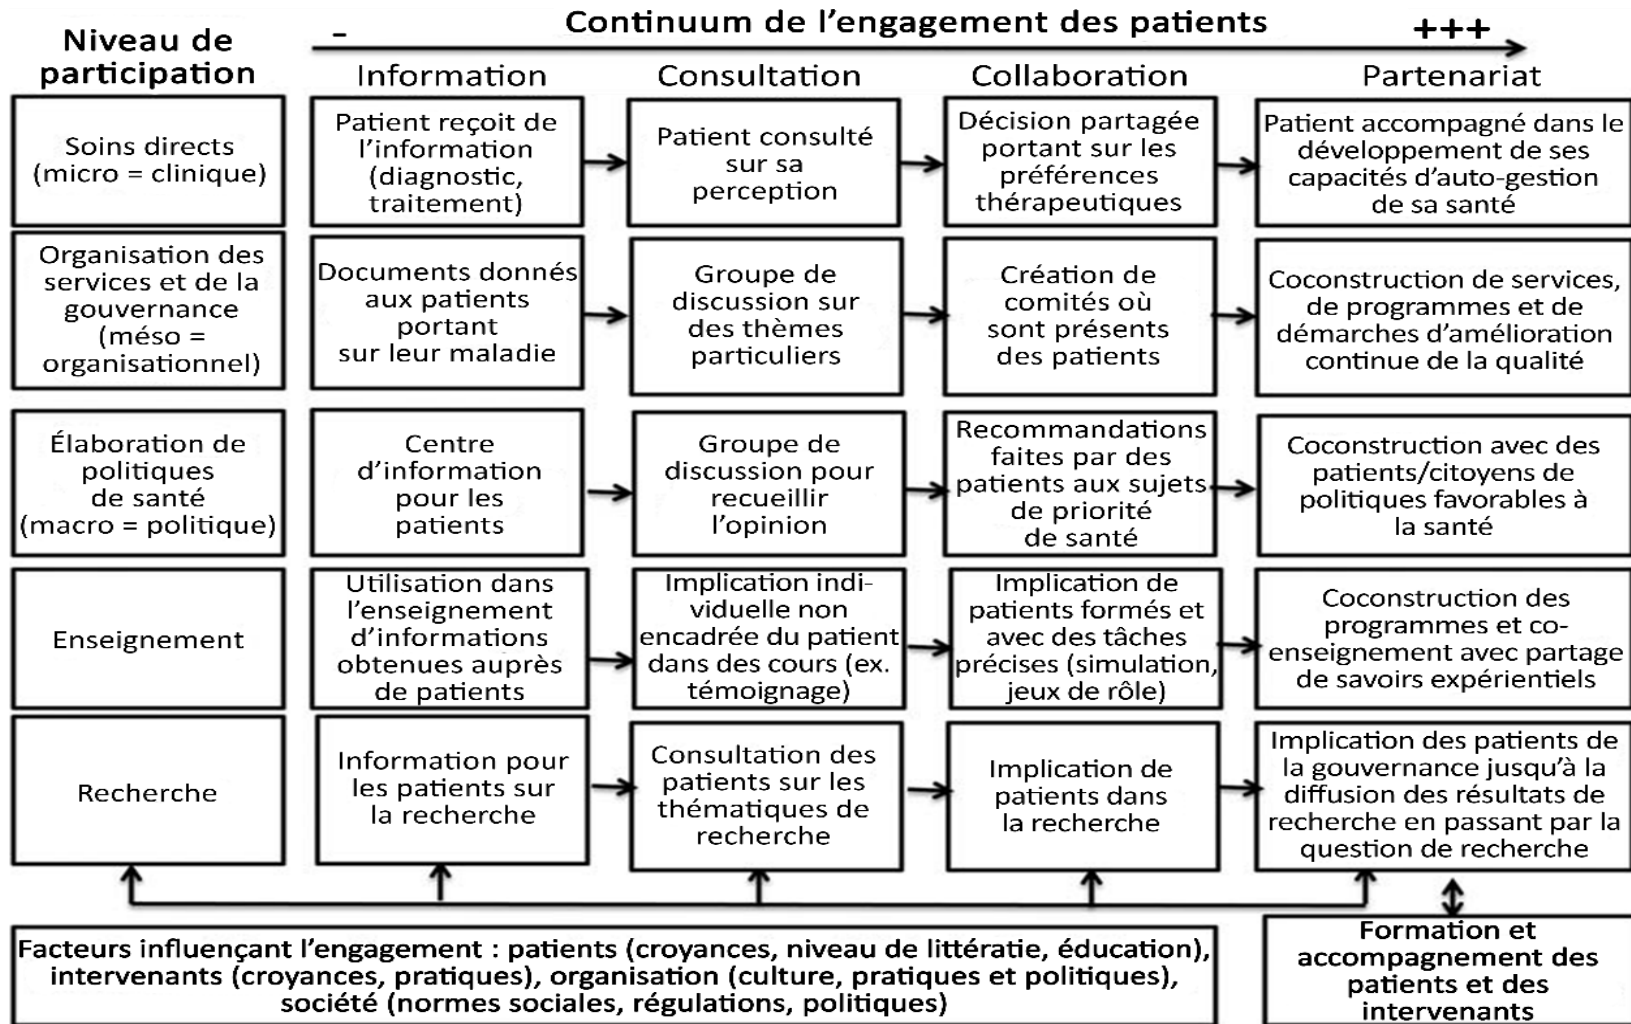 Continuum de l’engagement des patients
Niveau de
participation
-
+++
Information
Consultation
Collaboration
Partenariat
Soins directs
(micro = clinique)
Patient reçoit de
l’information
(diagnostic,
traitement)
Patient consulté
sur sa
perception
Décision partagée
portant sur les
préférences
thérapeutiques
Patient accompagné dans le
développement de ses
capacités d’auto-gestion
de sa santé
Organisation des
services et de la
gouvernance
(méso =
organisationnel)
Documents donnés
aux patients
portant
sur leur maladie
Groupe de
discussion sur
des thèmes
particuliers
Création de
comités où
sont présents
des patients
Coconstruction de services,
de programmes et de
démarches d’amélioration
continue de la qualité
Élaboration de
politiques
de santé
(macro = politique)
Centre
d’information
pour les
patients
Groupe de
discussion pour
recueillir
l’opinion
Recommandations
faites par des
patients aux sujets
de priorité
de santé
Coconstruction avec des
patients/citoyens de
politiques favorables à
la santé
Enseignement
Utilisation dans
l’enseignement
d’informations
obtenues auprès
de patients
Implication indi-
viduelle non
encadrée du patient
dans des cours (ex.
témoignage)
Implication de
patients formés et
avec des tâches
précises (simulation,
jeux de rôle)
Coconstruction des
programmes et co-
enseignement avec partage
de savoirs expérientiels
Recherche
Information pour
les patients sur
la recherche
Consultation des
patients sur les
thématiques de
recherche
Implication de
patients dans
la recherche
Implication des patients de
la gouvernance jusqu’à la
diffusion des résultats de
recherche en passant par la
question de recherche
Facteurs influençant l’engagement : patients (croyances, niveau de littératie, éducation),
intervenants (croyances, pratiques), organisation (culture, pratiques et politiques),
société (normes sociales, régulations, politiques)
Formation et
accompagnement des
patients et des
intervenants